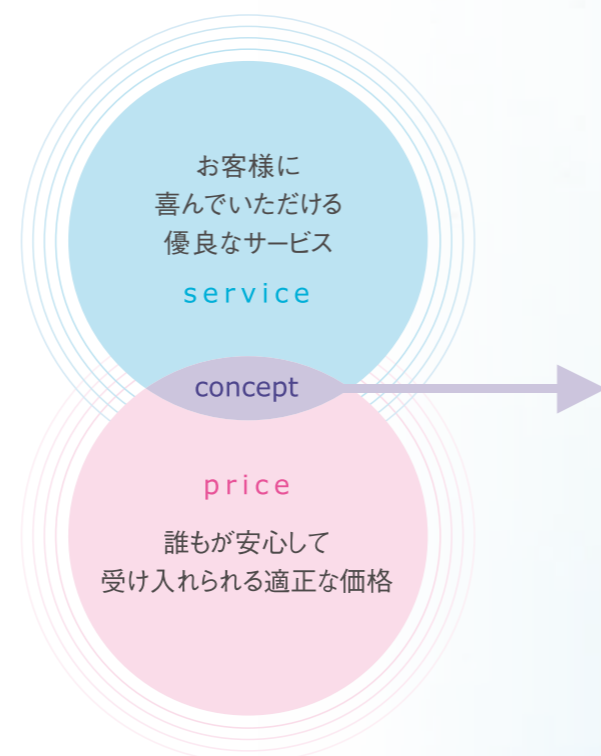 お客様に
喜んでいただける
優良なサービス
service
concept
price
誰もが安心して
受け入れられる適正な価格